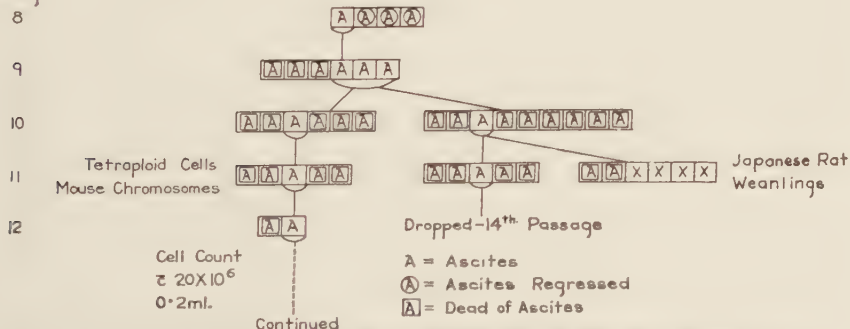 8 A Ⓐ Ⓐ Ⓐ
9 A A A A A A
10 A A A A A A A A A A A A A A A
Tetraploid Cells Japanese Rat
11 A A A A A A A A A A A A X X X X
Mouse Chromosomes Weanlings
12 A A
Dropped-14th Passage
Cell Count
c̄ 20X10⁶
0·2ml.
Continued
A = Ascites
Ⓐ = Ascites Regressed
🄰 = Dead of Ascites